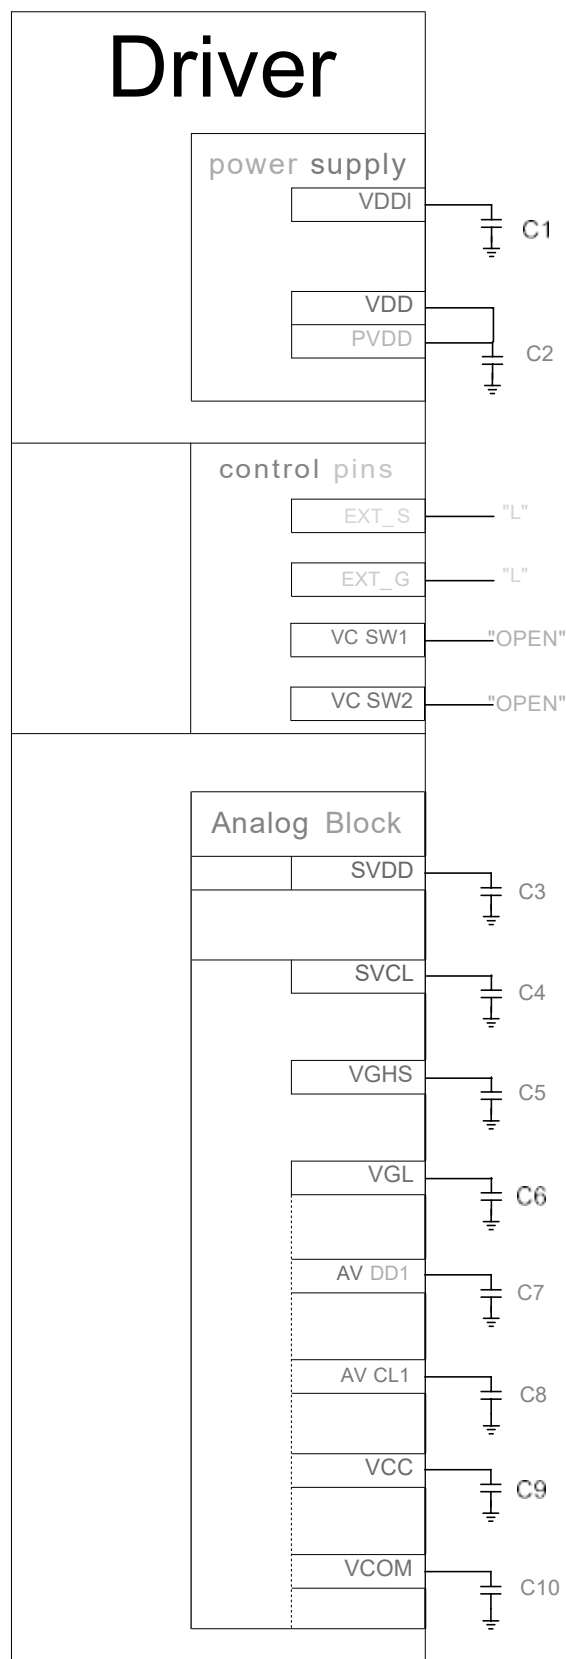 Driver
power supply
VDDI
C1
VDD
PVDD
C2
control pins
EXT_S "L"
EXT_G "L"
VC SW1 "OPEN"
VC SW2 "OPEN"
Analog Block
SVDD
C3
SVCL
C4
VGHS
C5
VGL
C6
AV DD1
C7
AV CL1
C8
VCC
C9
VCOM
C10